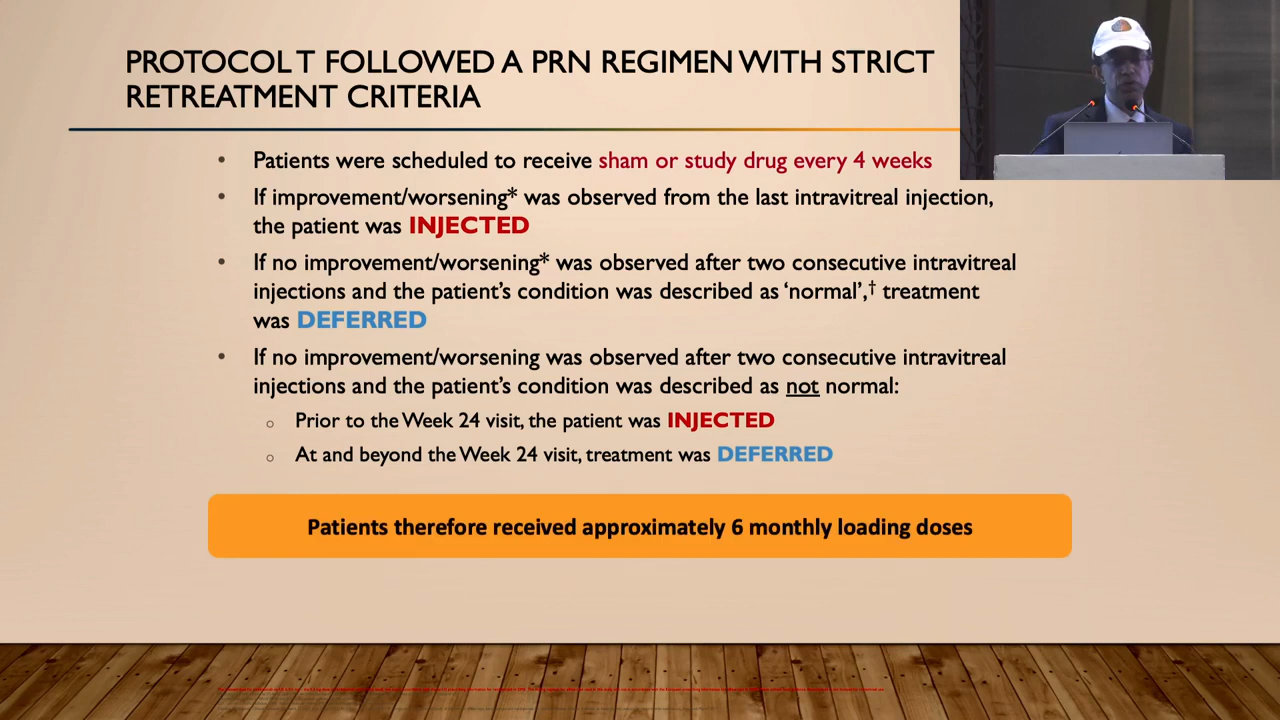 PROTOCOL T FOLLOWED A PRN REGIMEN WITH STRICT
RETREATMENT CRITERIA
• Patients were scheduled to receive sham or study drug every 4 weeks
• If improvement/worsening* was observed from the last intravitreal injection,
the patient was INJECTED
• If no improvement/worsening* was observed after two consecutive intravitreal
injections and the patient's condition was described as ‘normal’,† treatment
was DEFERRED
• If no improvement/worsening was observed after two consecutive intravitreal
injections and the patient's condition was described as not normal:
○ Prior to the Week 24 visit, the patient was INJECTED
○ At and beyond the Week 24 visit, treatment was DEFERRED
Patients therefore received approximately 6 monthly loading doses